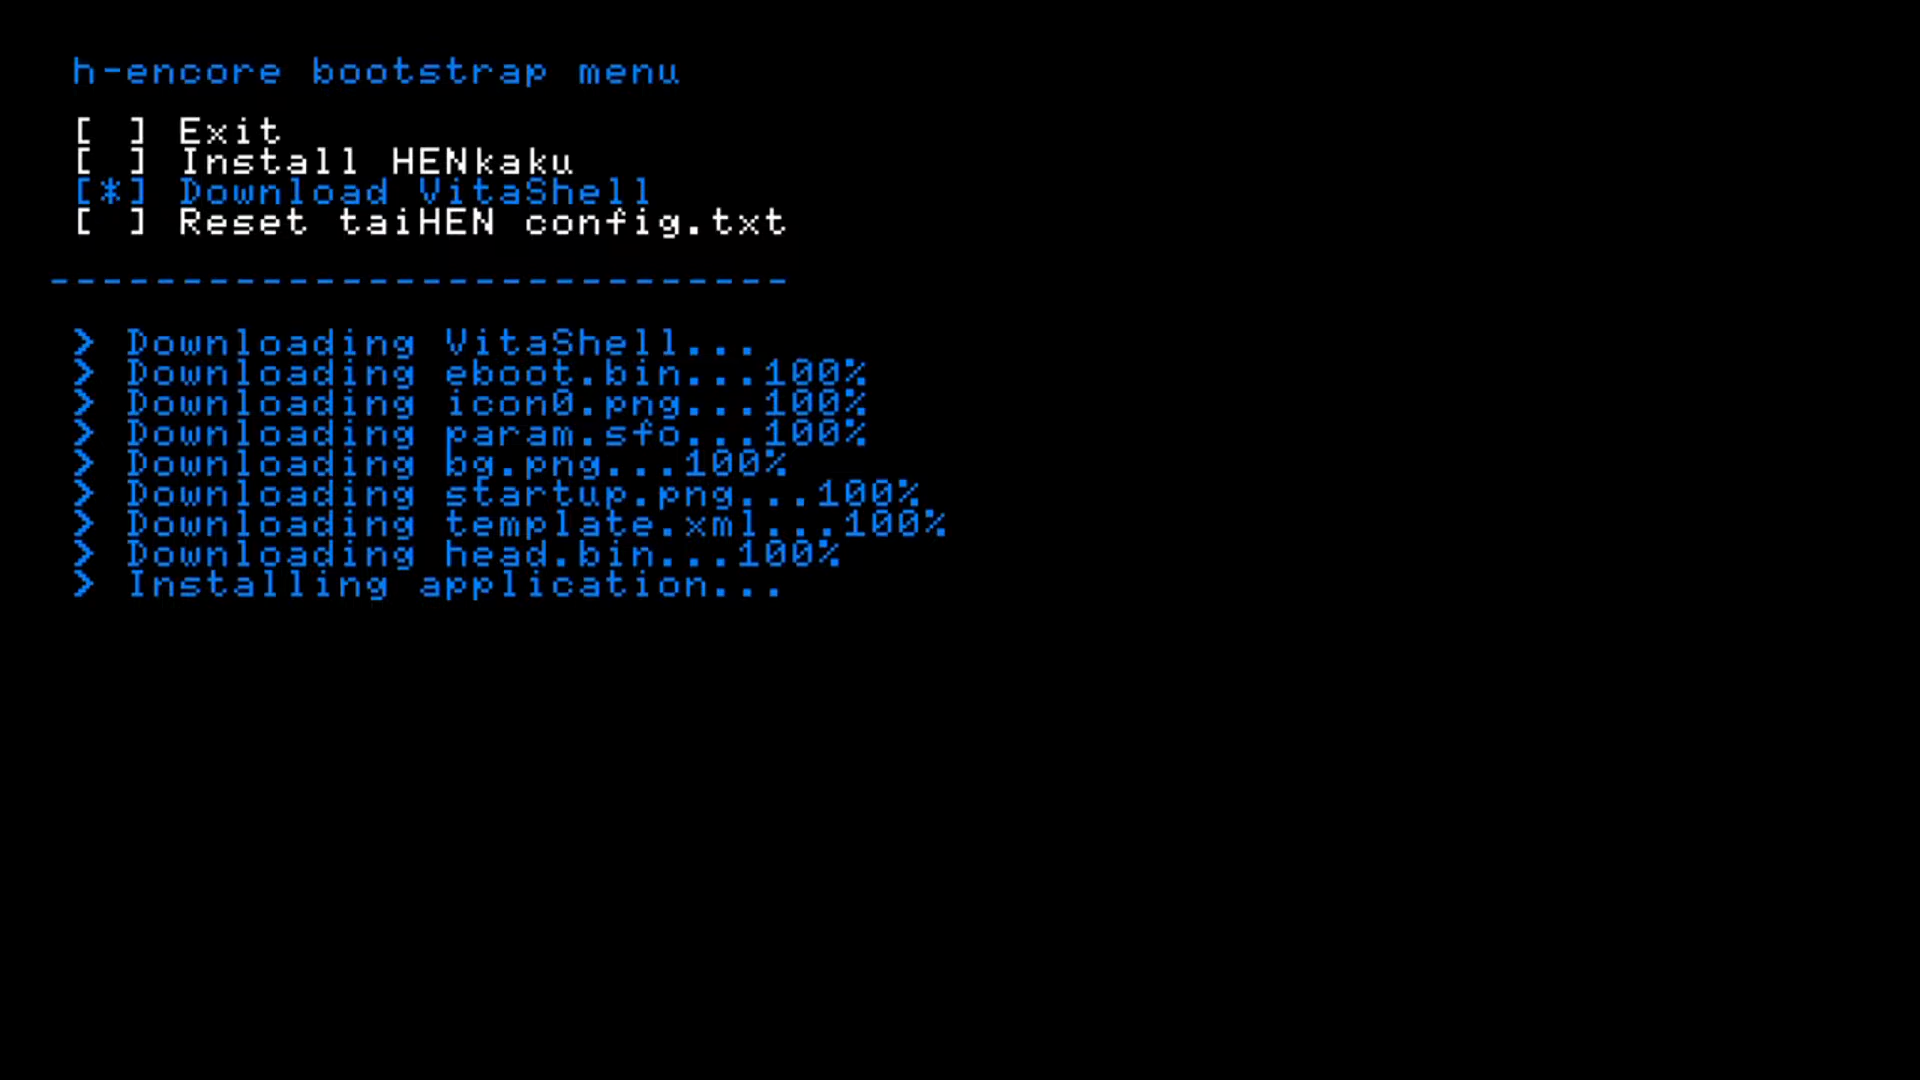 h-encore bootstrap menu
[ ] Exit
[ ] Install HENkaku
[*] Download VitaShell
[ ] Reset taiHEN config.txt
----------------------------
> Downloading VitaShell...
> Downloading eboot.bin...100%
> Downloading icon0.png...100%
> Downloading param.sfo...100%
> Downloading bg.png...100%
> Downloading startup.png...100%
> Downloading template.xml...100%
> Downloading head.bin...100%
> Installing application...